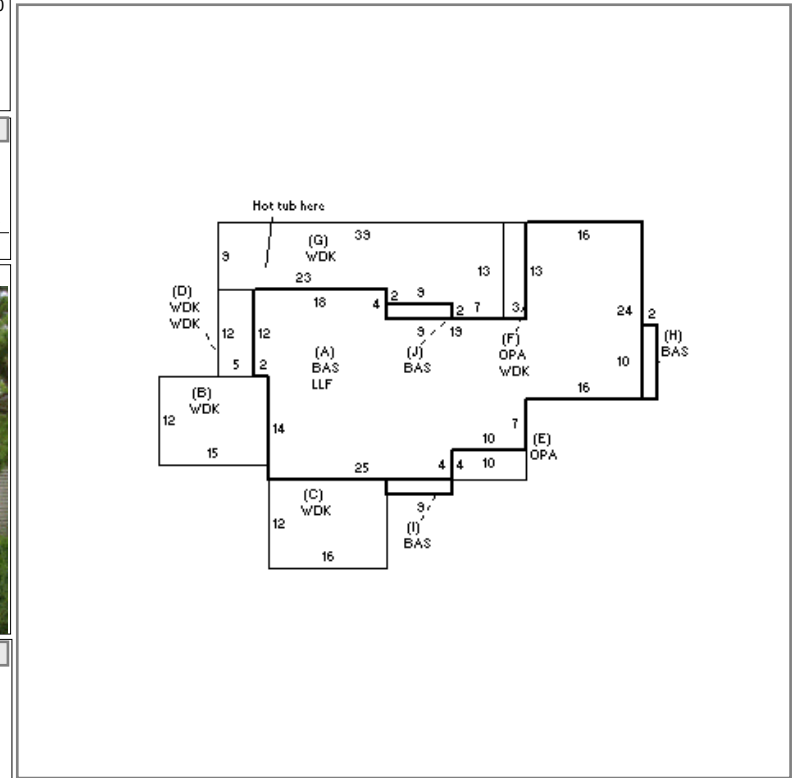 0
Hot tub here
39
16
(G)
WDK
9
13
13
23
(D)
WDK
WDK
2
9
18
4
2
7
3
24
2
12
12
9
19
(F)
OPA
WDK
(H)
BAS
(A)
BAS
LLF
(J)
BAS
5
2
10
(B)
WDK
16
12
14
7
10
(E)
OPA
15
25
4
4
10
(C)
WDK
9
12
(I)
BAS
16